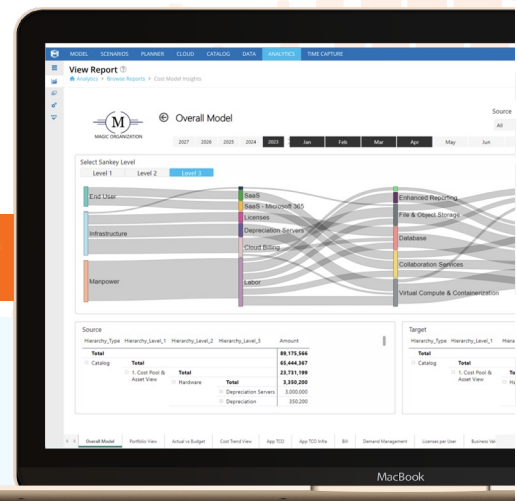 MODEL SCENARIOS PLANNER CLOUD CATALOG DATA ANALYTICS TIME CAPTURE
View Report
Analytics > Browse Reports > Cost Model Insights
M
MAGIC ORGANIZATION
Overall Model
Source
All
2027 2026 2025 2024 2023 Jan Feb Mar Apr May Jun
Select Sankey Level
Level 1 Level 2 Level 3
End User
Infrastructure
Manpower
SaaS
SaaS - Microsoft 365
Licenses
Depreciation Servers
Cloud Billing
Labor
Enhanced Reporting
File & Object Storage
Database
Collaboration Services
Virtual Compute & Containerization
Source
Hierarchy_Type Hierarchy_Level_1 Hierarchy_Level_2 Hierarchy_Level_3 Amount
Total 89,175,566
Catalog Total 65,444,367
1. Cost Pool & Total 23,731,199
Asset View Hardware Total 3,350,200
Depreciation Servers 3,000,000
Depreciation 350,200
Target
Hierarchy_Type Hierarchy_Level_1
Total
Catalog Total
1. Cost Pool &
Asset View
Overall Model Portfolio View Actual vs Budget Cost Trend View App TCO App TCO Infra Bill Demand Management Licenses per User Business
MacBook